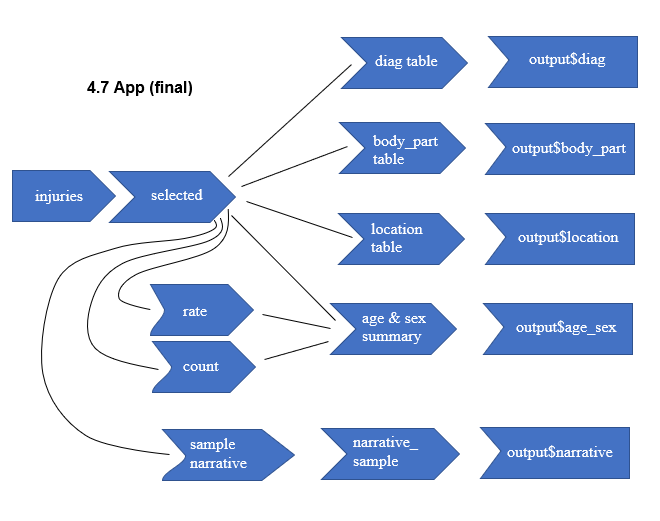 4.7 App (final)
diag table
output$diag
body_part
table
output$body_part
injuries
selected
location
table
output$location
rate
age & sex
summary
output$age_sex
count
sample
narrative
narrative_
sample
output$narrative